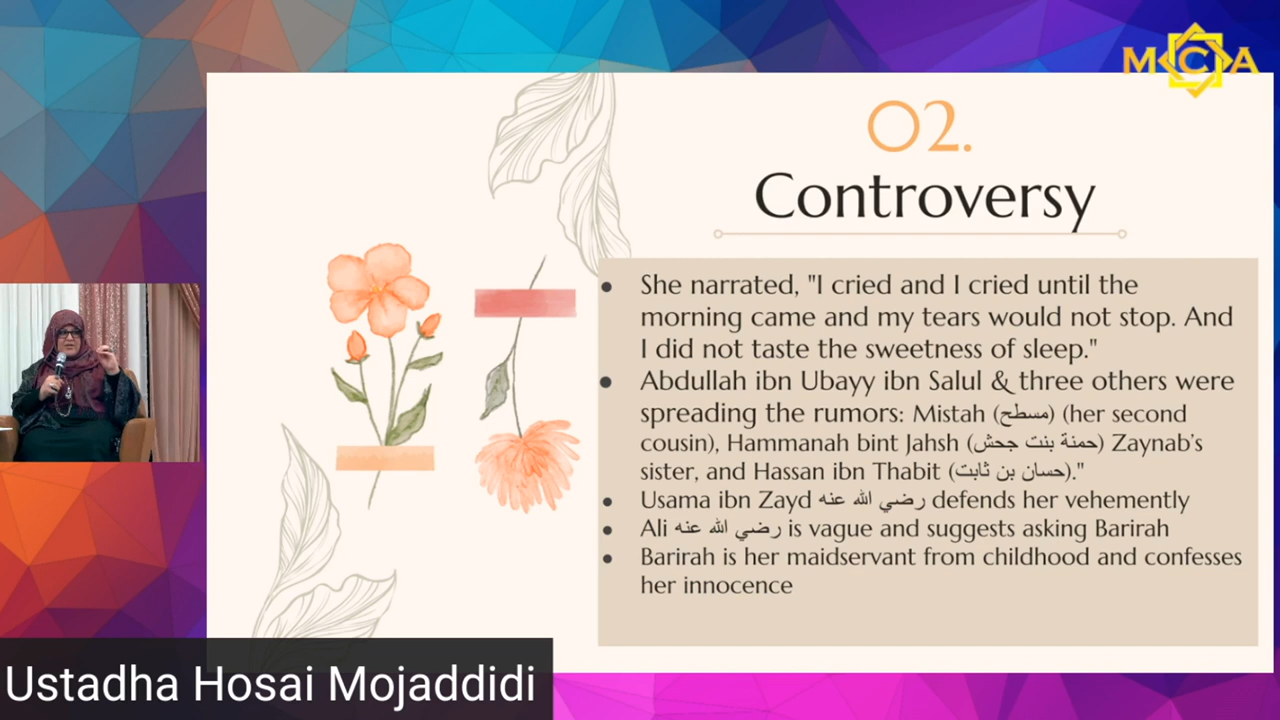 MCA
02.
Controversy
● She narrated, "I cried and I cried until the
morning came and my tears would not stop. And
I did not taste the sweetness of sleep."
● Abdullah ibn Ubayy ibn Salul & three others were
spreading the rumors: Mistah (مسطح) (her second
cousin), Hammanah bint Jahsh (حمنة بنت جحش) Zaynab's
sister, and Hassan ibn Thabit (حسان بن ثابت)."
● Usama ibn Zayd رضي الله عنه defends her vehemently
● Ali رضي الله عنه is vague and suggests asking Barirah
● Barirah is her maidservant from childhood and confesses
her innocence
Ustadha Hosai Mojaddidi